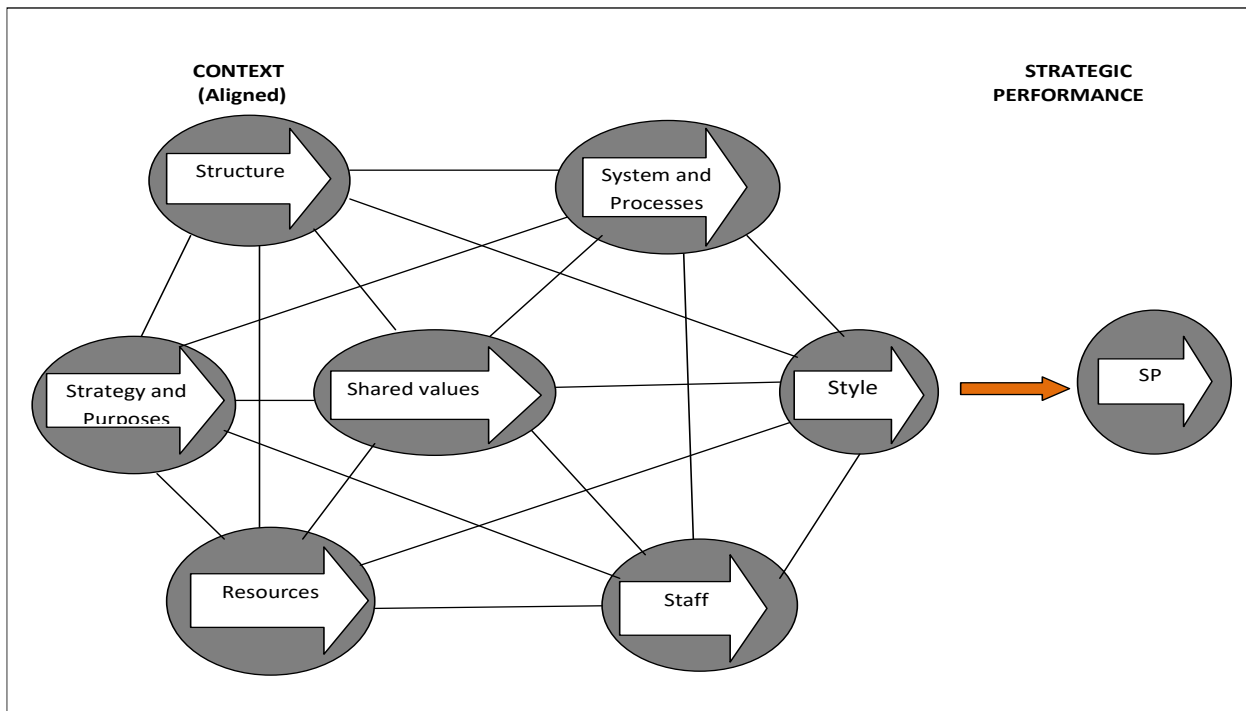 CONTEXT
(Aligned)
STRATEGIC
PERFORMANCE
Structure
System and
Processes
Strategy and
Purposes
Shared values
Style
SP
Resources
Staff